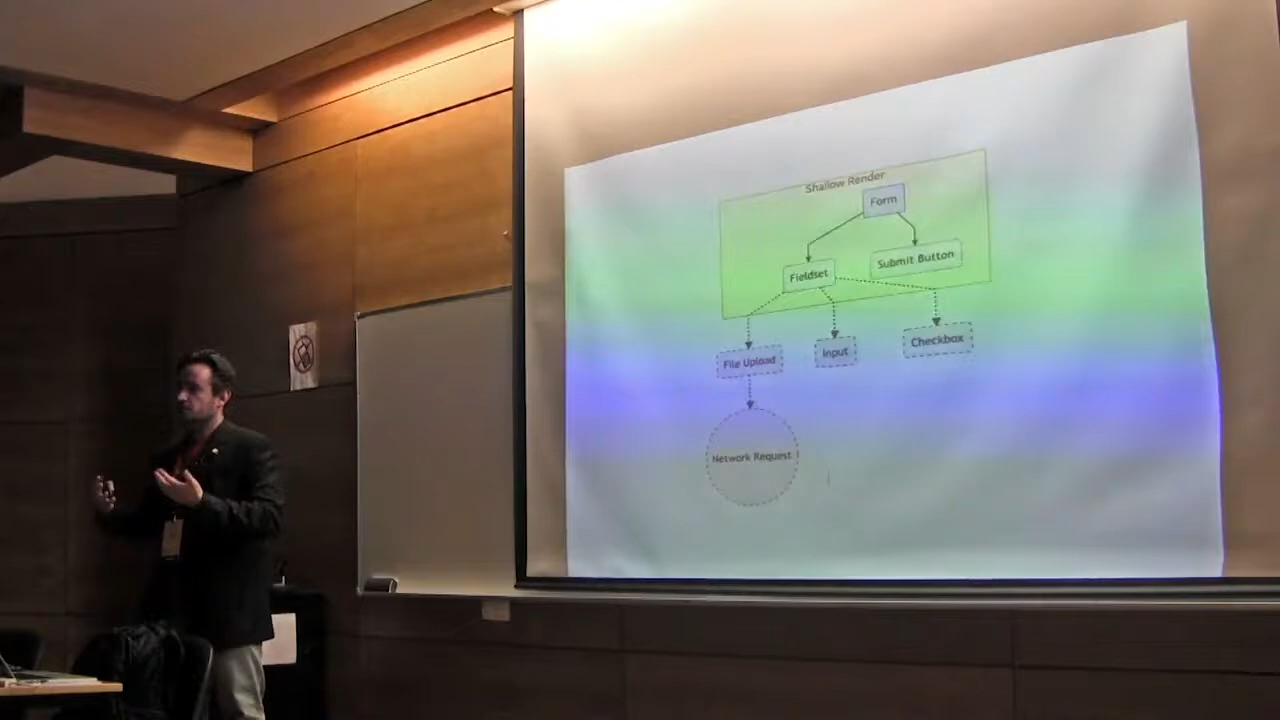 Shallow Render
Form
Fieldset
Submit Button
File Upload
Input
Checkbox
Network Request